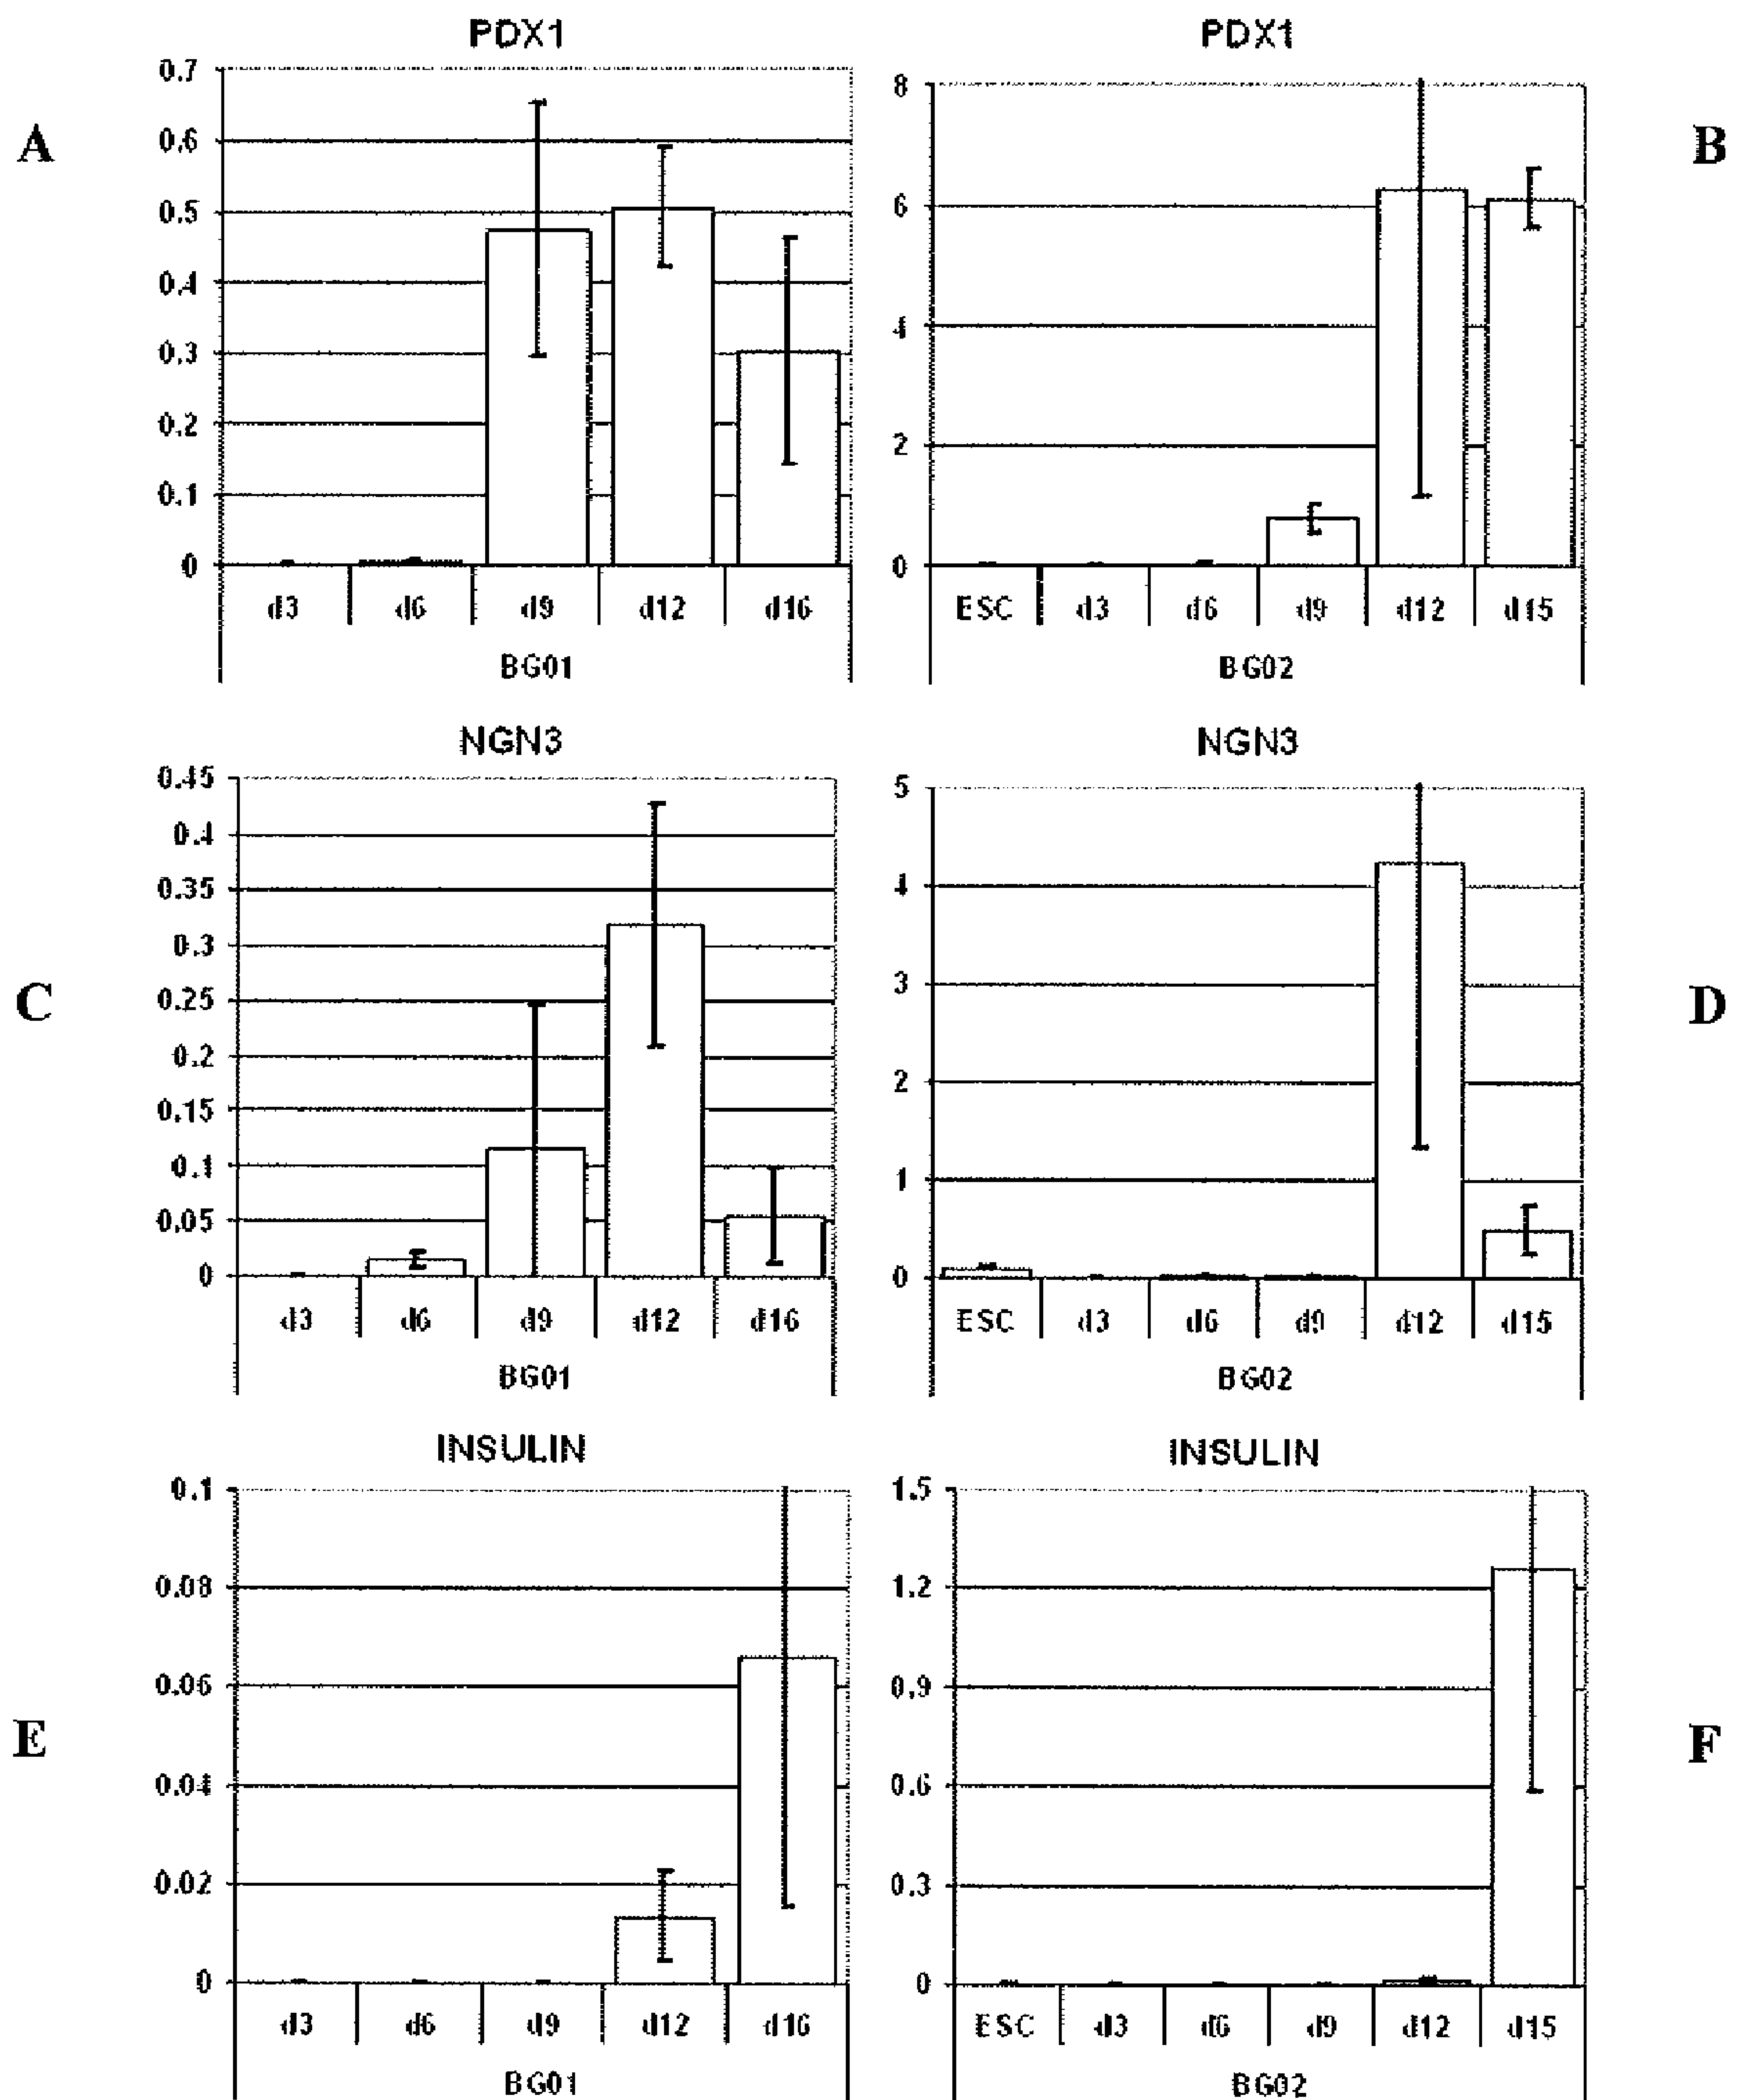 PDX1
A
0.7
0.6
0.5
0.4
0.3
0.2
0.1
0
d3 d6 d9 d12 d16
BG01
PDX1
B
8
6
4
2
0
ESC d3 d6 d9 d12 d15
BG02
NGN3
C
0.45
0.4
0.35
0.3
0.25
0.2
0.15
0.1
0.05
0
d3 d6 d9 d12 d16
BG01
NGN3
D
5
4
3
2
1
0
ESC d3 d6 d9 d12 d15
BG02
INSULIN
E
0.1
0.08
0.06
0.04
0.02
0
d3 d6 d9 d12 d16
BG01
INSULIN
F
1.5
1.2
0.9
0.6
0.3
0
ESC d3 d6 d9 d12 d15
BG02